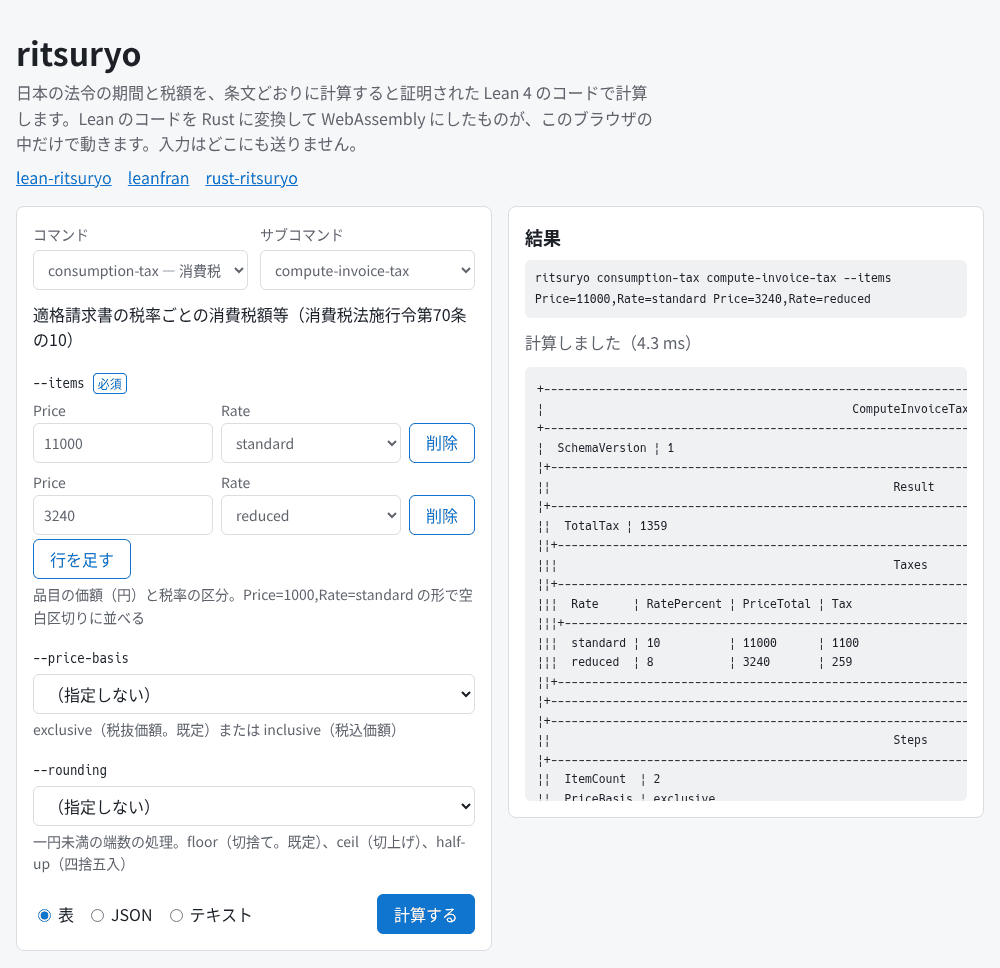 ritsuryo
日本の法令の期間と税額を、条文どおりに計算すると証明された Lean 4 のコードで計算
します。Lean のコードを Rust に変換して WebAssembly にしたものが、このブラウザの
中だけで動きます。入力はどこにも送りません。
lean-ritsuryo leanfran rust-ritsuryo
コマンド サブコマンド
consumption-tax — 消費税 compute-invoice-tax
適格請求書の税率ごとの消費税額等（消費税法施行令第70条
の10）
--items 必須
Price Rate
11000 standard 削除
Price Rate
3240 reduced 削除
行を足す
品目の価額（円）と税率の区分。Price=1000,Rate=standard の形で空
白区切りに並べる
--price-basis
（指定しない）
exclusive（税抜価額。既定）または inclusive（税込価額）
--rounding
（指定しない）
一円未満の端数の処理。floor（切捨て。既定）、ceil（切上げ）、half-
up（四捨五入）
表 JSON テキスト 計算する
結果
ritsuryo consumption-tax compute-invoice-tax --items
Price=11000,Rate=standard Price=3240,Rate=reduced
計算しました（4.3 ms）
ComputeInvoiceTax
SchemaVersion ¦ 1
Result
TotalTax ¦ 1359
Taxes
Rate ¦ RatePercent ¦ PriceTotal ¦ Tax
standard ¦ 10 ¦ 11000 ¦ 1100
reduced ¦ 8 ¦ 3240 ¦ 259
Steps
ItemCount ¦ 2
PriceBasis ¦ exclusive